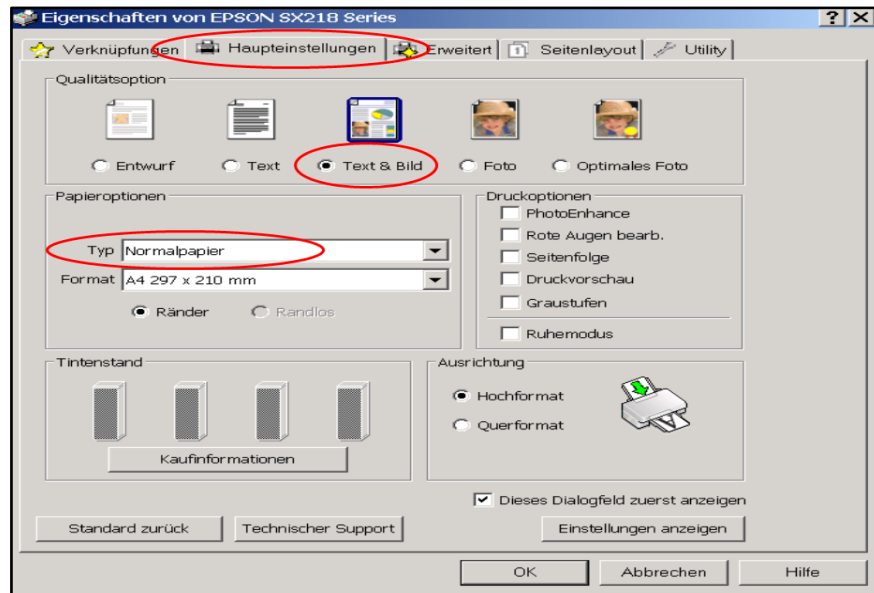 Eigenschaften von EPSON SX218 Series
Verknüpfungen Haupteinstellungen Erweitert Seitenlayout Utility
Qualitätsoption
Entwurf Text Text & Bild Foto Optimales Foto
Papieroptionen
Typ Normalpapier
Format A4 297 x 210 mm
Ränder Randlos
Druckoptionen
PhotoEnhance
Rote Augen bearb.
Seitenfolge
Druckvorschau
Graustufen
Ruhemodus
Tintenstand
Kaufinformationen
Ausrichtung
Hochformat
Querformat
Dieses Dialogfeld zuerst anzeigen
Standard zurück Technischer Support Einstellungen anzeigen
OK Abbrechen Hilfe